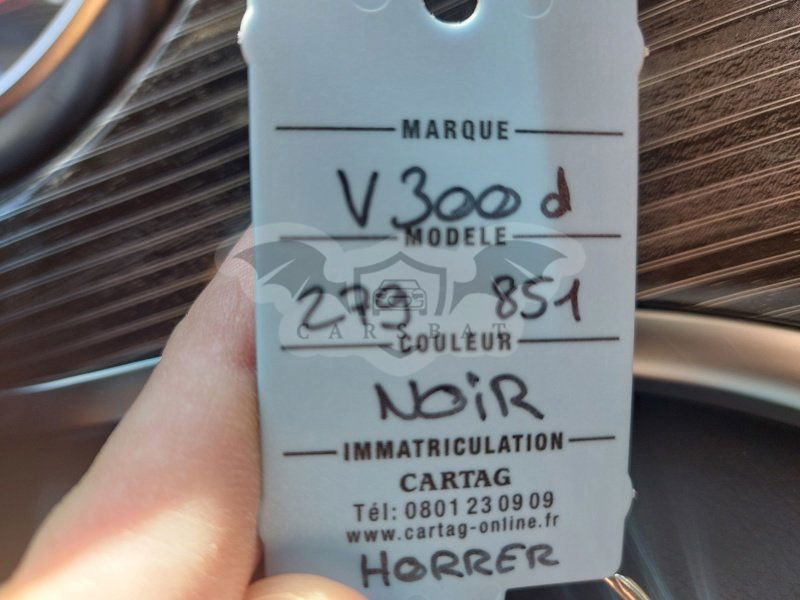 MARQUE
V300d
MODELE
279 851
CARSBAT
COULEUR
NOIR
IMMATRICULATION
CARTAG
Tél: 0801 23 09 09
www.cartag-online.fr
HORRER